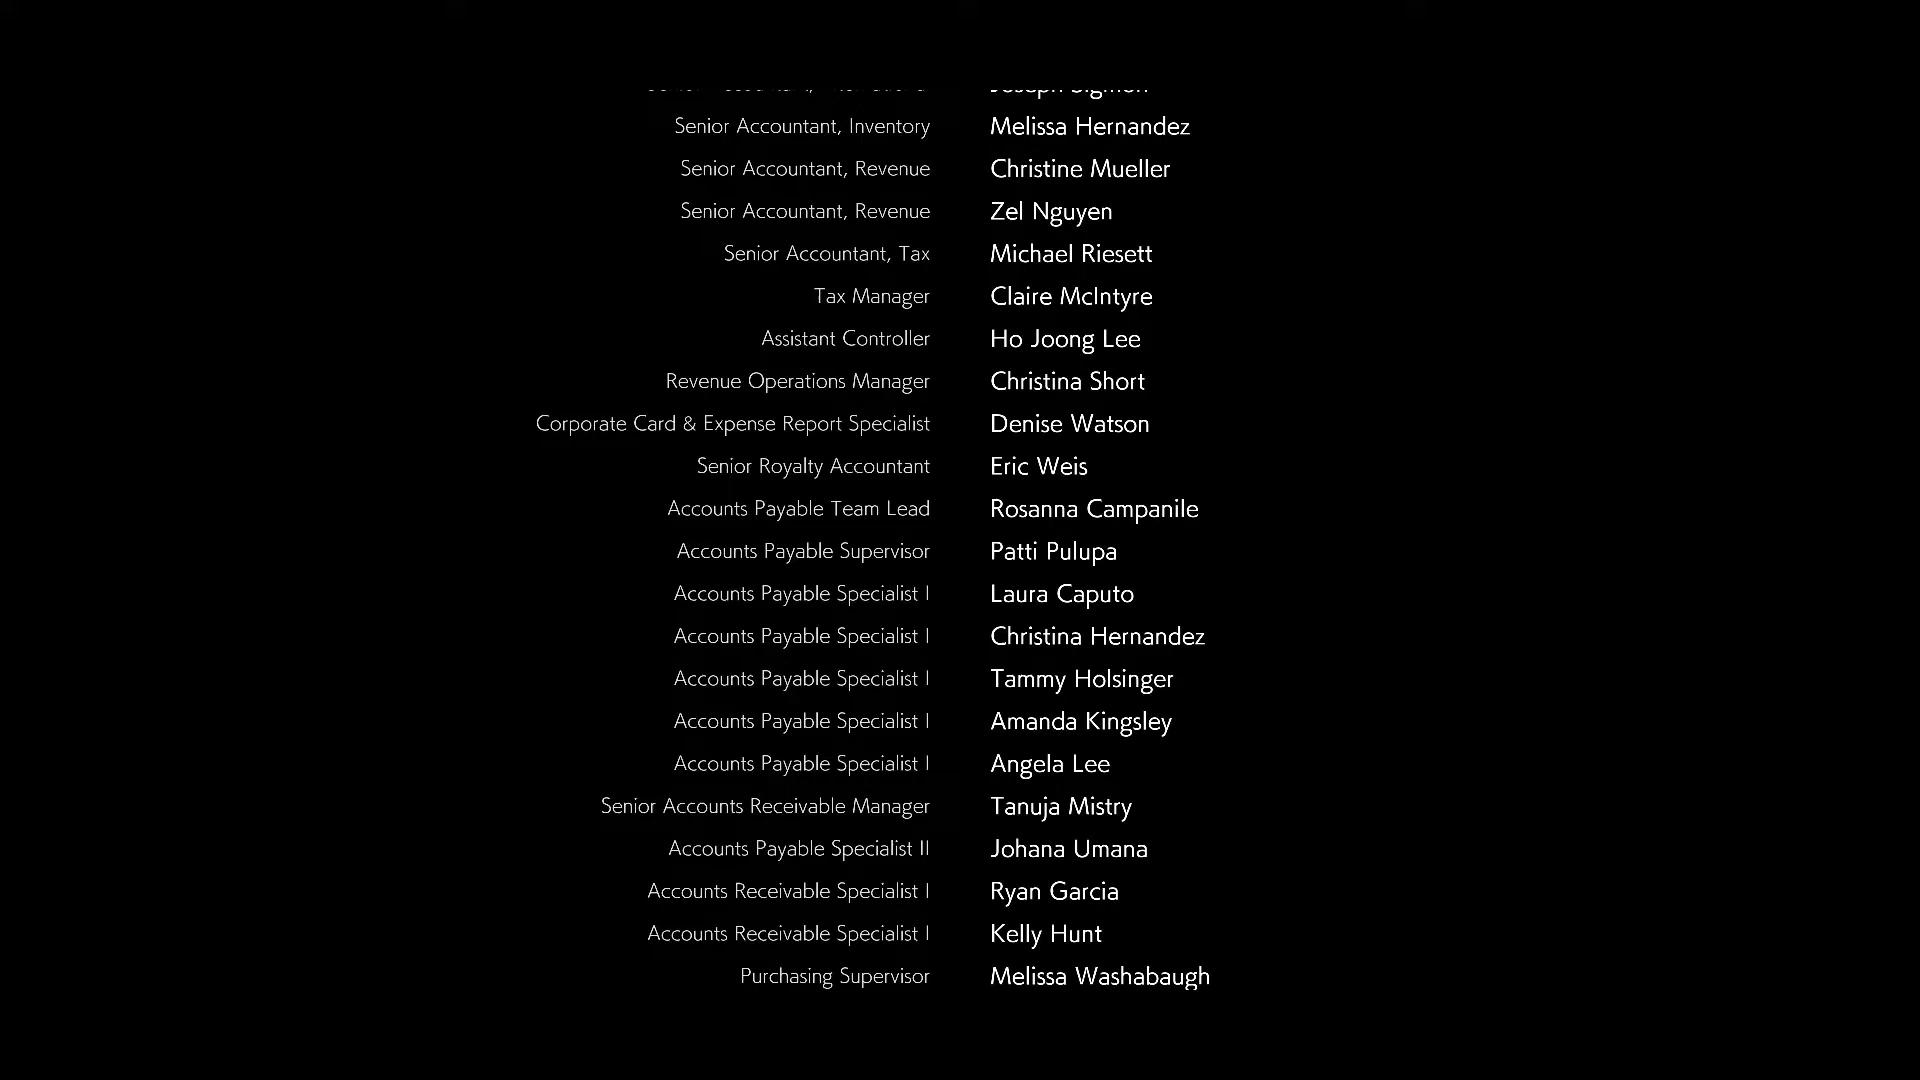 Senior Accountant, Joseph Sigmon
Senior Accountant, Inventory Melissa Hernandez
Senior Accountant, Revenue Christine Mueller
Senior Accountant, Revenue Zel Nguyen
Senior Accountant, Tax Michael Riesett
Tax Manager Claire McIntyre
Assistant Controller Ho Joong Lee
Revenue Operations Manager Christina Short
Corporate Card & Expense Report Specialist Denise Watson
Senior Royalty Accountant Eric Weis
Accounts Payable Team Lead Rosanna Campanile
Accounts Payable Supervisor Patti Pulupa
Accounts Payable Specialist I Laura Caputo
Accounts Payable Specialist I Christina Hernandez
Accounts Payable Specialist I Tammy Holsinger
Accounts Payable Specialist I Amanda Kingsley
Accounts Payable Specialist I Angela Lee
Senior Accounts Receivable Manager Tanuja Mistry
Accounts Payable Specialist II Johana Umana
Accounts Receivable Specialist I Ryan Garcia
Accounts Receivable Specialist I Kelly Hunt
Purchasing Supervisor Melissa Washabaugh